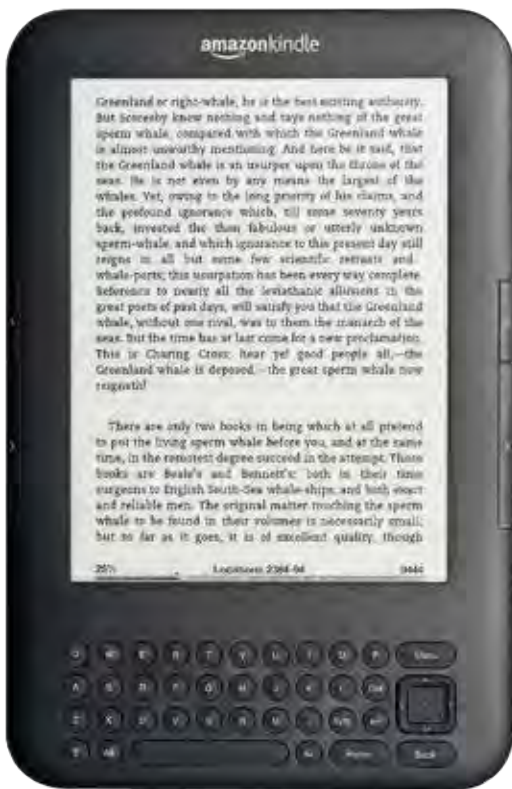 amazonkindle
Greenland or right-whale, he is the best existing authority.
But Scoresby knew nothing and says nothing of the great
sperm whale, compared with which the Greenland whale
is almost unworthy mentioning. And here be it said, that
the Greenland whale is an usurper upon the throne of the
seas. He is not even by any means the largest of the
whales. Yet, owing to the long priority of his claims, and
the profound ignorance which, till some seventy years
back, invested the then fabulous or utterly unknown
sperm-whale, and which ignorance to this present day still
reigns in all but some few scientific retreats and
whale-ports; this usurpation has been every way complete.
Reference to nearly all the leviathanic allusions in the
great poets of past days, will satisfy you that the Greenland
whale, without one rival, was to them the monarch of the
seas. But the time has at last come for a new proclamation.
This is Charing Cross; hear ye! good people all,—the
Greenland whale is deposed,—the great sperm whale now
reigneth!
There are only two books in being which at all pretend
to put the living sperm whale before you, and at the same
time, in the remotest degree succeed in the attempt. Those
books are Beale's and Bennett's; both in their time
surgeons to English South-Sea whale-ships, and both exact
and reliable men. The original matter touching the sperm
whale to be found in their volumes is necessarily small;
but so far as it goes, it is of excellent quality, though
25% Locations 2384-94
Q W E R T Y U I O P Menu
A S D F G H J K L Del
Z X C V B N M
Alt Aa Home Back